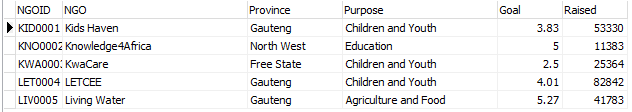 NGOID NGO Province Purpose Goal Raised
KID0001 Kids Haven Gauteng Children and Youth 3.83 53330
KNO0002 Knowledge4Africa North West Education 5 11383
KWA000 KwaCare Free State Children and Youth 2.5 25364
LET0004 LETCEE Gauteng Children and Youth 4.01 82842
LIV0005 Living Water Gauteng Agriculture and Food 5.27 41783